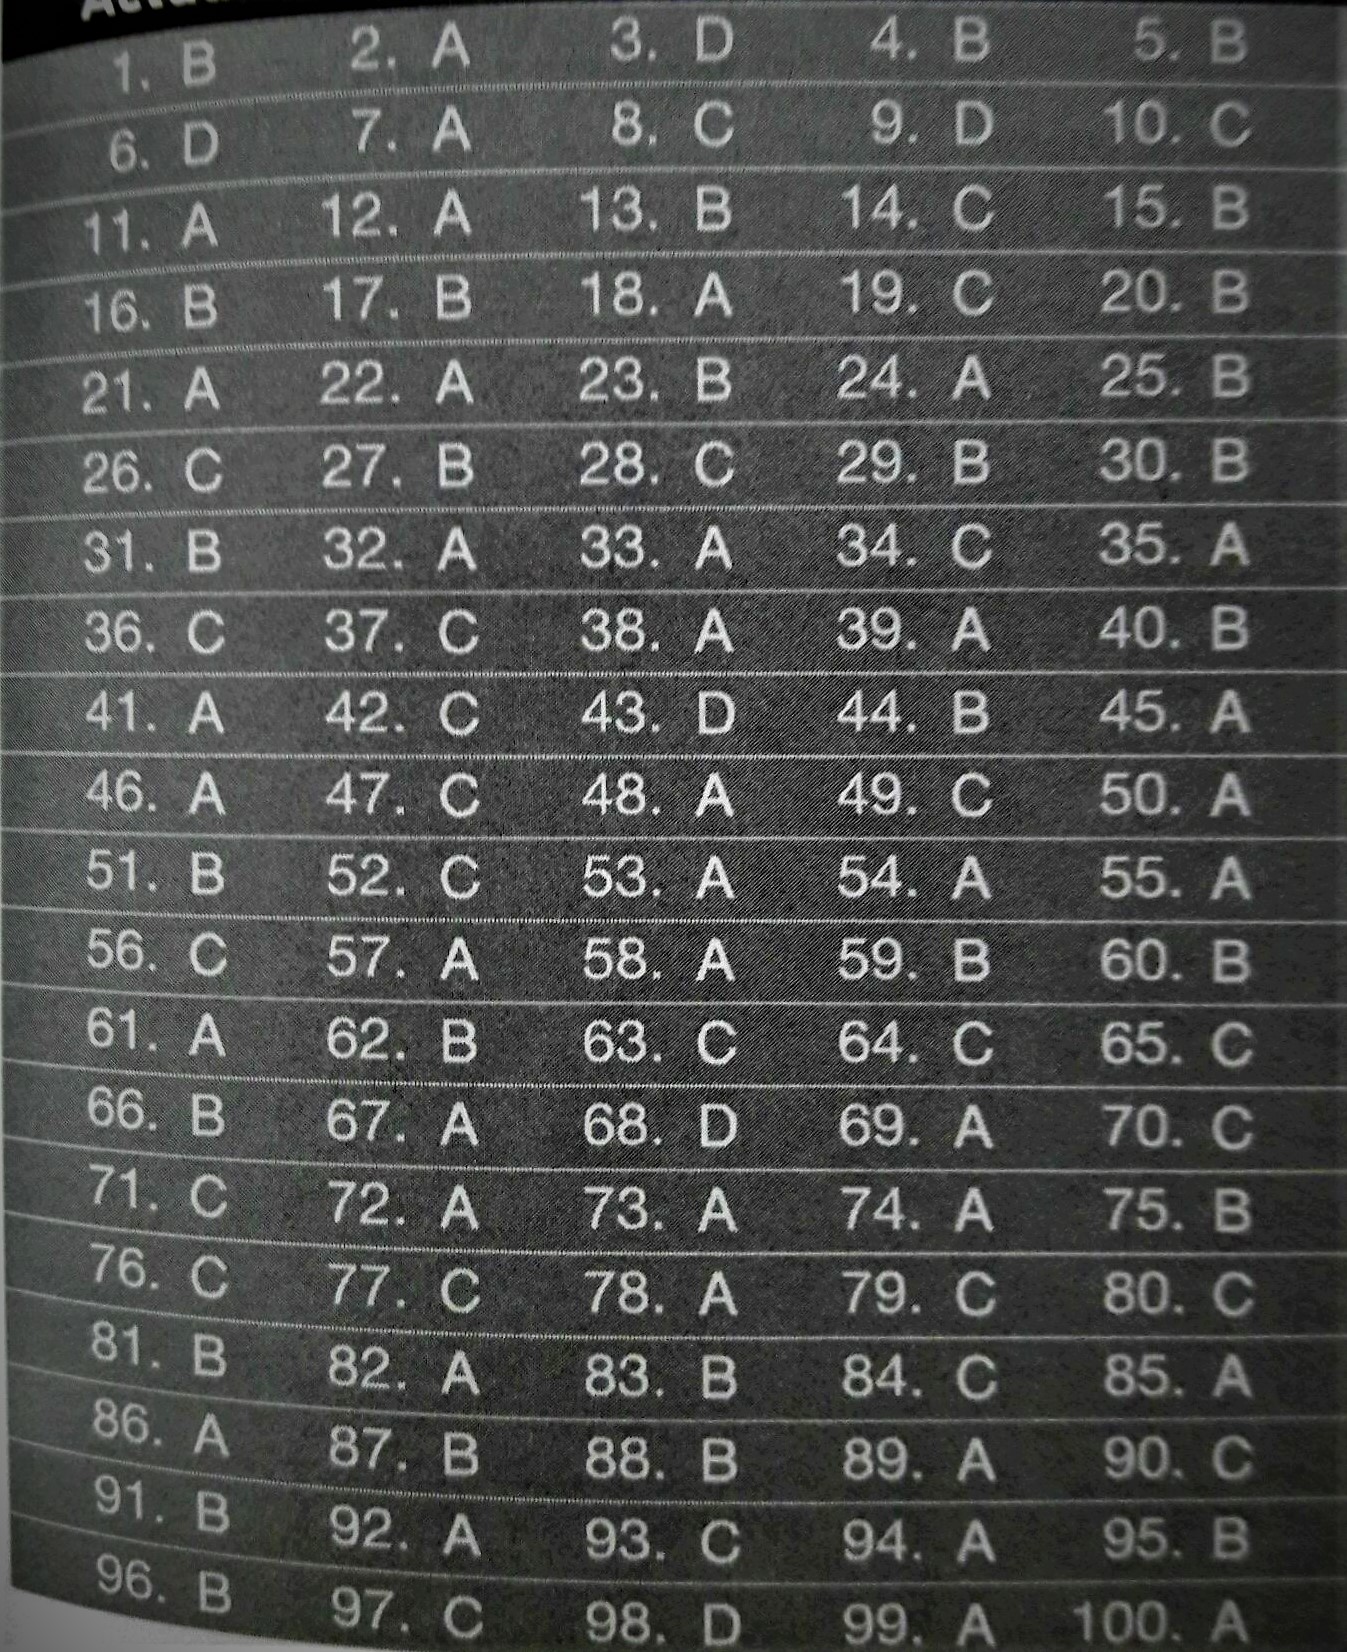 1. B 2. A 3. D 4. B 5. B
6. D 7. A 8. C 9. D 10. C
11. A 12. A 13. B 14. C 15. B
16. B 17. B 18. A 19. C 20. B
21. A 22. A 23. B 24. A 25. B
26. C 27. B 28. C 29. B 30. B
31. B 32. A 33. A 34. C 35. A
36. C 37. C 38. A 39. A 40. B
41. A 42. C 43. D 44. B 45. A
46. A 47. C 48. A 49. C 50. A
51. B 52. C 53. A 54. A 55. A
56. C 57. A 58. A 59. B 60. B
61. A 62. B 63. C 64. C 65. C
66. B 67. A 68. D 69. A 70. C
71. C 72. A 73. A 74. A 75. B
76. C 77. C 78. A 79. C 80. C
81. B 82. A 83. B 84. C 85. A
86. A 87. B 88. B 89. A 90. C
91. B 92. A 93. C 94. A 95. B
96. B 97. C 98. D 99. A 100. A